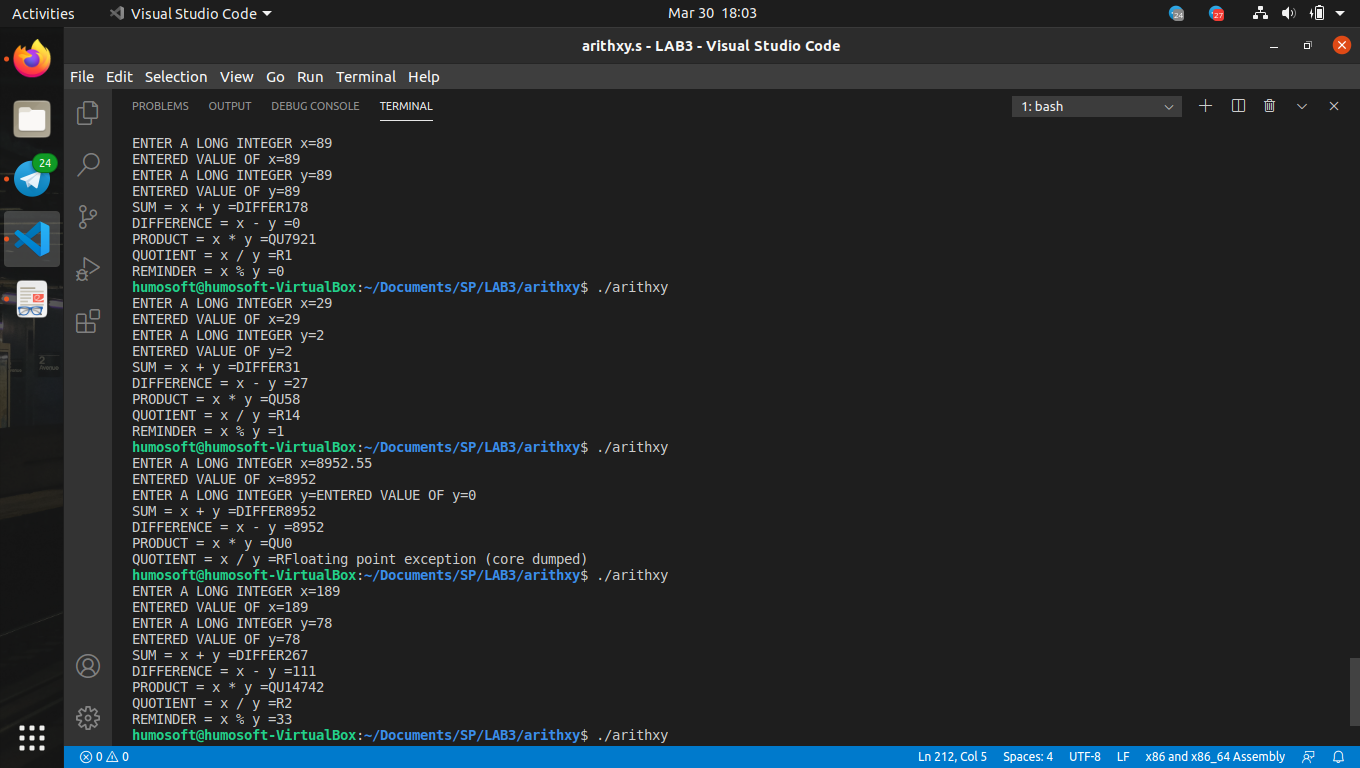 Activities Visual Studio Code Mar 30 18:03 24 27
arithxy.s - LAB3 - Visual Studio Code
File Edit Selection View Go Run Terminal Help
PROBLEMS OUTPUT DEBUG CONSOLE TERMINAL 1: bash
24
ENTER A LONG INTEGER x=89
ENTERED VALUE OF x=89
ENTER A LONG INTEGER y=89
ENTERED VALUE OF y=89
SUM = x + y =DIFFER178
DIFFERENCE = x - y =0
PRODUCT = x * y =QU7921
QUOTIENT = x / y =R1
REMINDER = x % y =0
humosoft@humosoft-VirtualBox:~/Documents/SP/LAB3/arithxy$ ./arithxy
ENTER A LONG INTEGER x=29
ENTERED VALUE OF x=29
ENTER A LONG INTEGER y=2
ENTERED VALUE OF y=2
SUM = x + y =DIFFER31
DIFFERENCE = x - y =27
PRODUCT = x * y =QU58
QUOTIENT = x / y =R14
REMINDER = x % y =1
humosoft@humosoft-VirtualBox:~/Documents/SP/LAB3/arithxy$ ./arithxy
ENTER A LONG INTEGER x=8952.55
ENTERED VALUE OF x=8952
ENTER A LONG INTEGER y=ENTERED VALUE OF y=0
SUM = x + y =DIFFER8952
DIFFERENCE = x - y =8952
PRODUCT = x * y =QU0
QUOTIENT = x / y =RFloating point exception (core dumped)
humosoft@humosoft-VirtualBox:~/Documents/SP/LAB3/arithxy$ ./arithxy
ENTER A LONG INTEGER x=189
ENTERED VALUE OF x=189
ENTER A LONG INTEGER y=78
ENTERED VALUE OF y=78
SUM = x + y =DIFFER267
DIFFERENCE = x - y =111
PRODUCT = x * y =QU14742
QUOTIENT = x / y =R2
REMINDER = x % y =33
humosoft@humosoft-VirtualBox:~/Documents/SP/LAB3/arithxy$ ./arithxy
0 0 Ln 212, Col 5 Spaces: 4 UTF-8 LF x86 and x86_64 Assembly